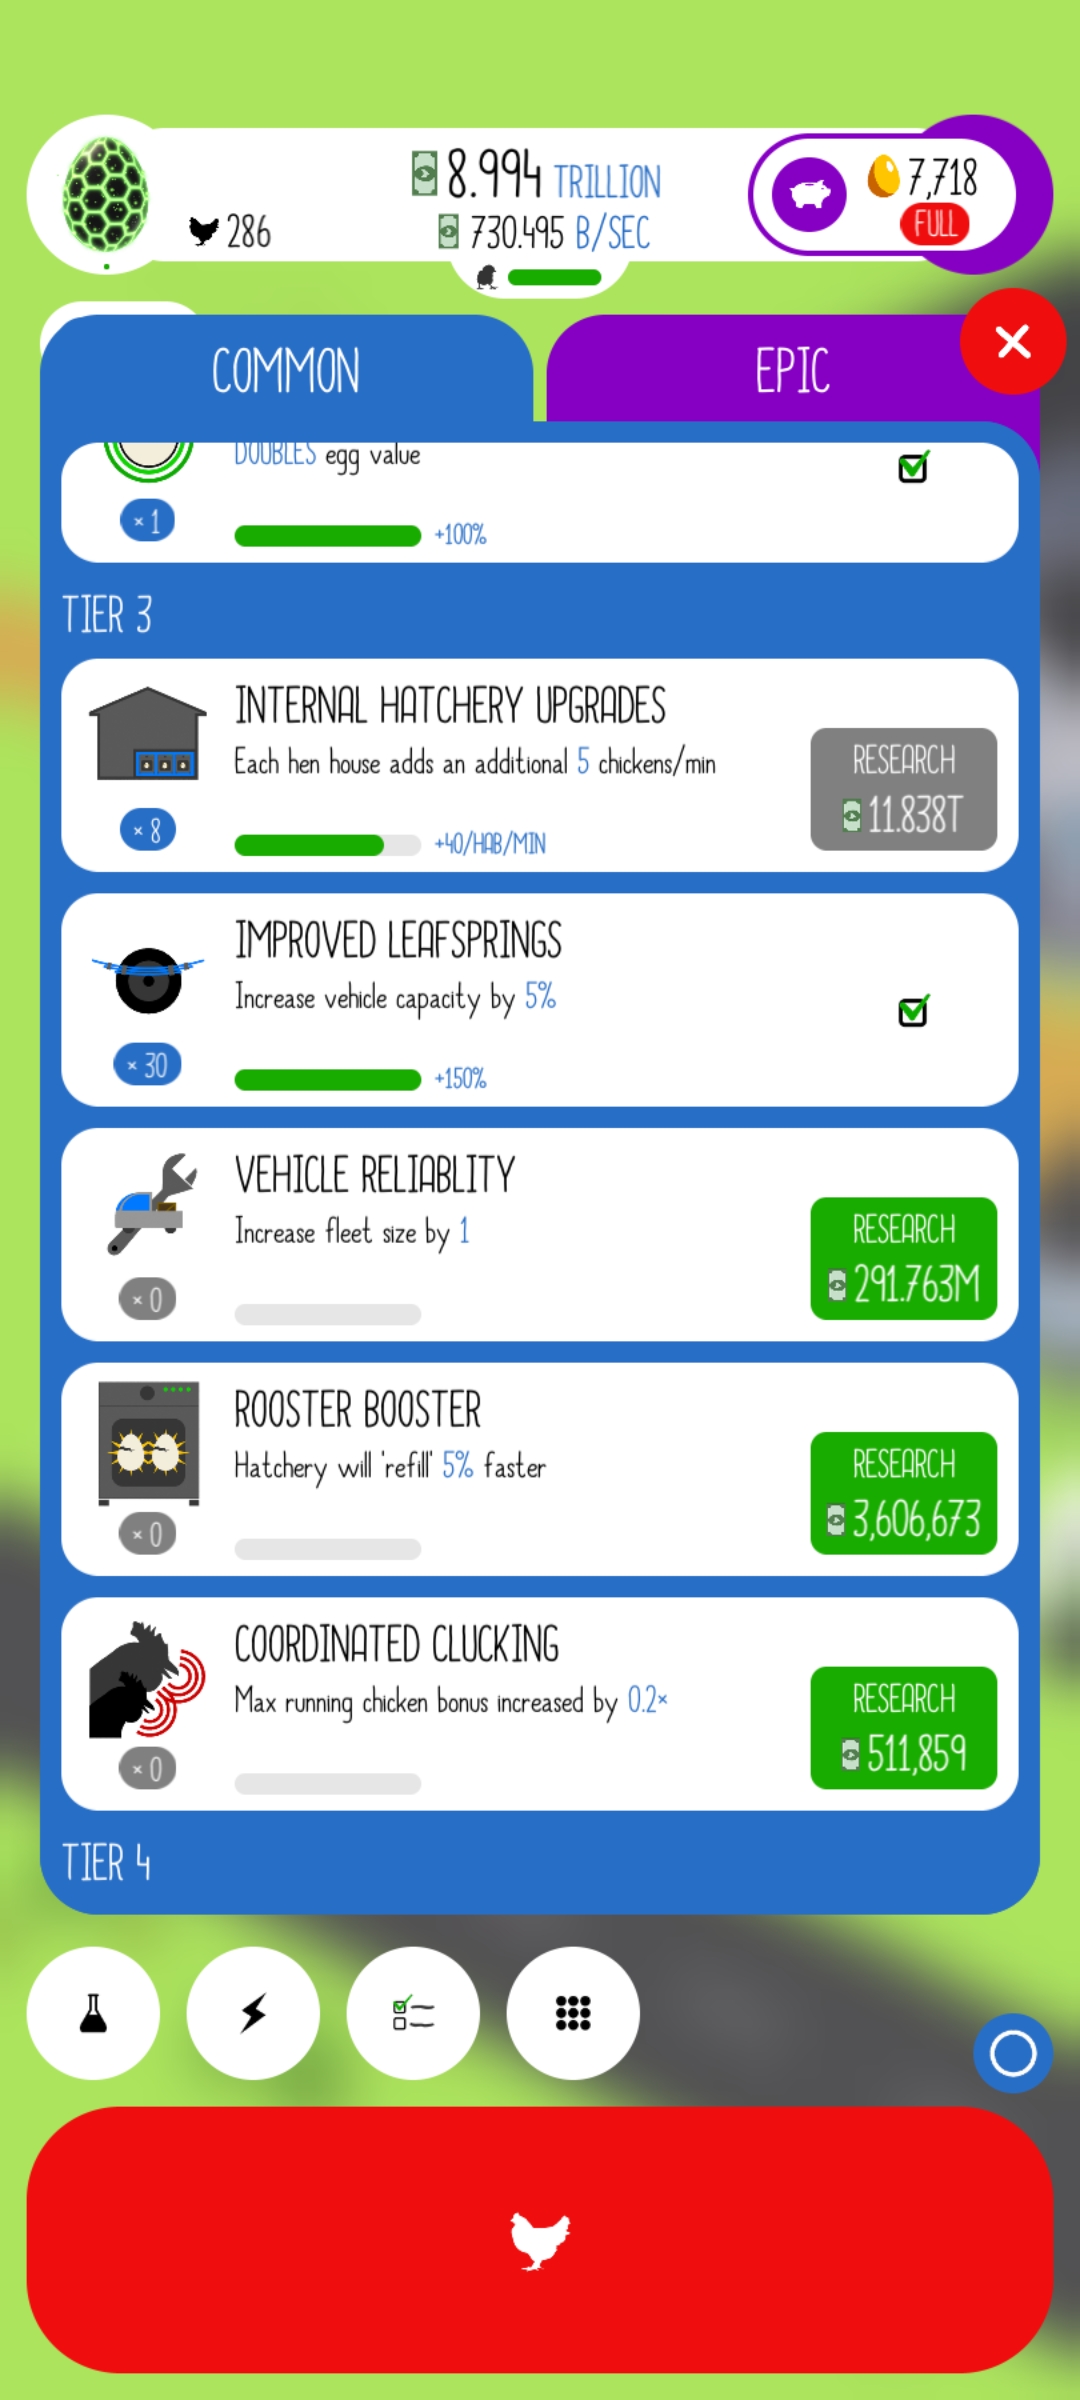 8.994 TRILLION
7,718
286
730.495 B/SEC
FULL
COMMON
EPIC
DOUBLES egg value
× 1
+100%
TIER 3
INTERNAL HATCHERY UPGRADES
Each hen house adds an additional 5 chickens/min
RESEARCH
11.838T
× 8
+40/HAB/MIN
IMPROVED LEAFSPRINGS
Increase vehicle capacity by 5%
× 30
+150%
VEHICLE RELIABLITY
Increase fleet size by 1
RESEARCH
291.763M
× 0
ROOSTER BOOSTER
Hatchery will 'refill' 5% faster
RESEARCH
3,606,673
× 0
COORDINATED CLUCKING
Max running chicken bonus increased by 0.2×
RESEARCH
511,859
× 0
TIER 4